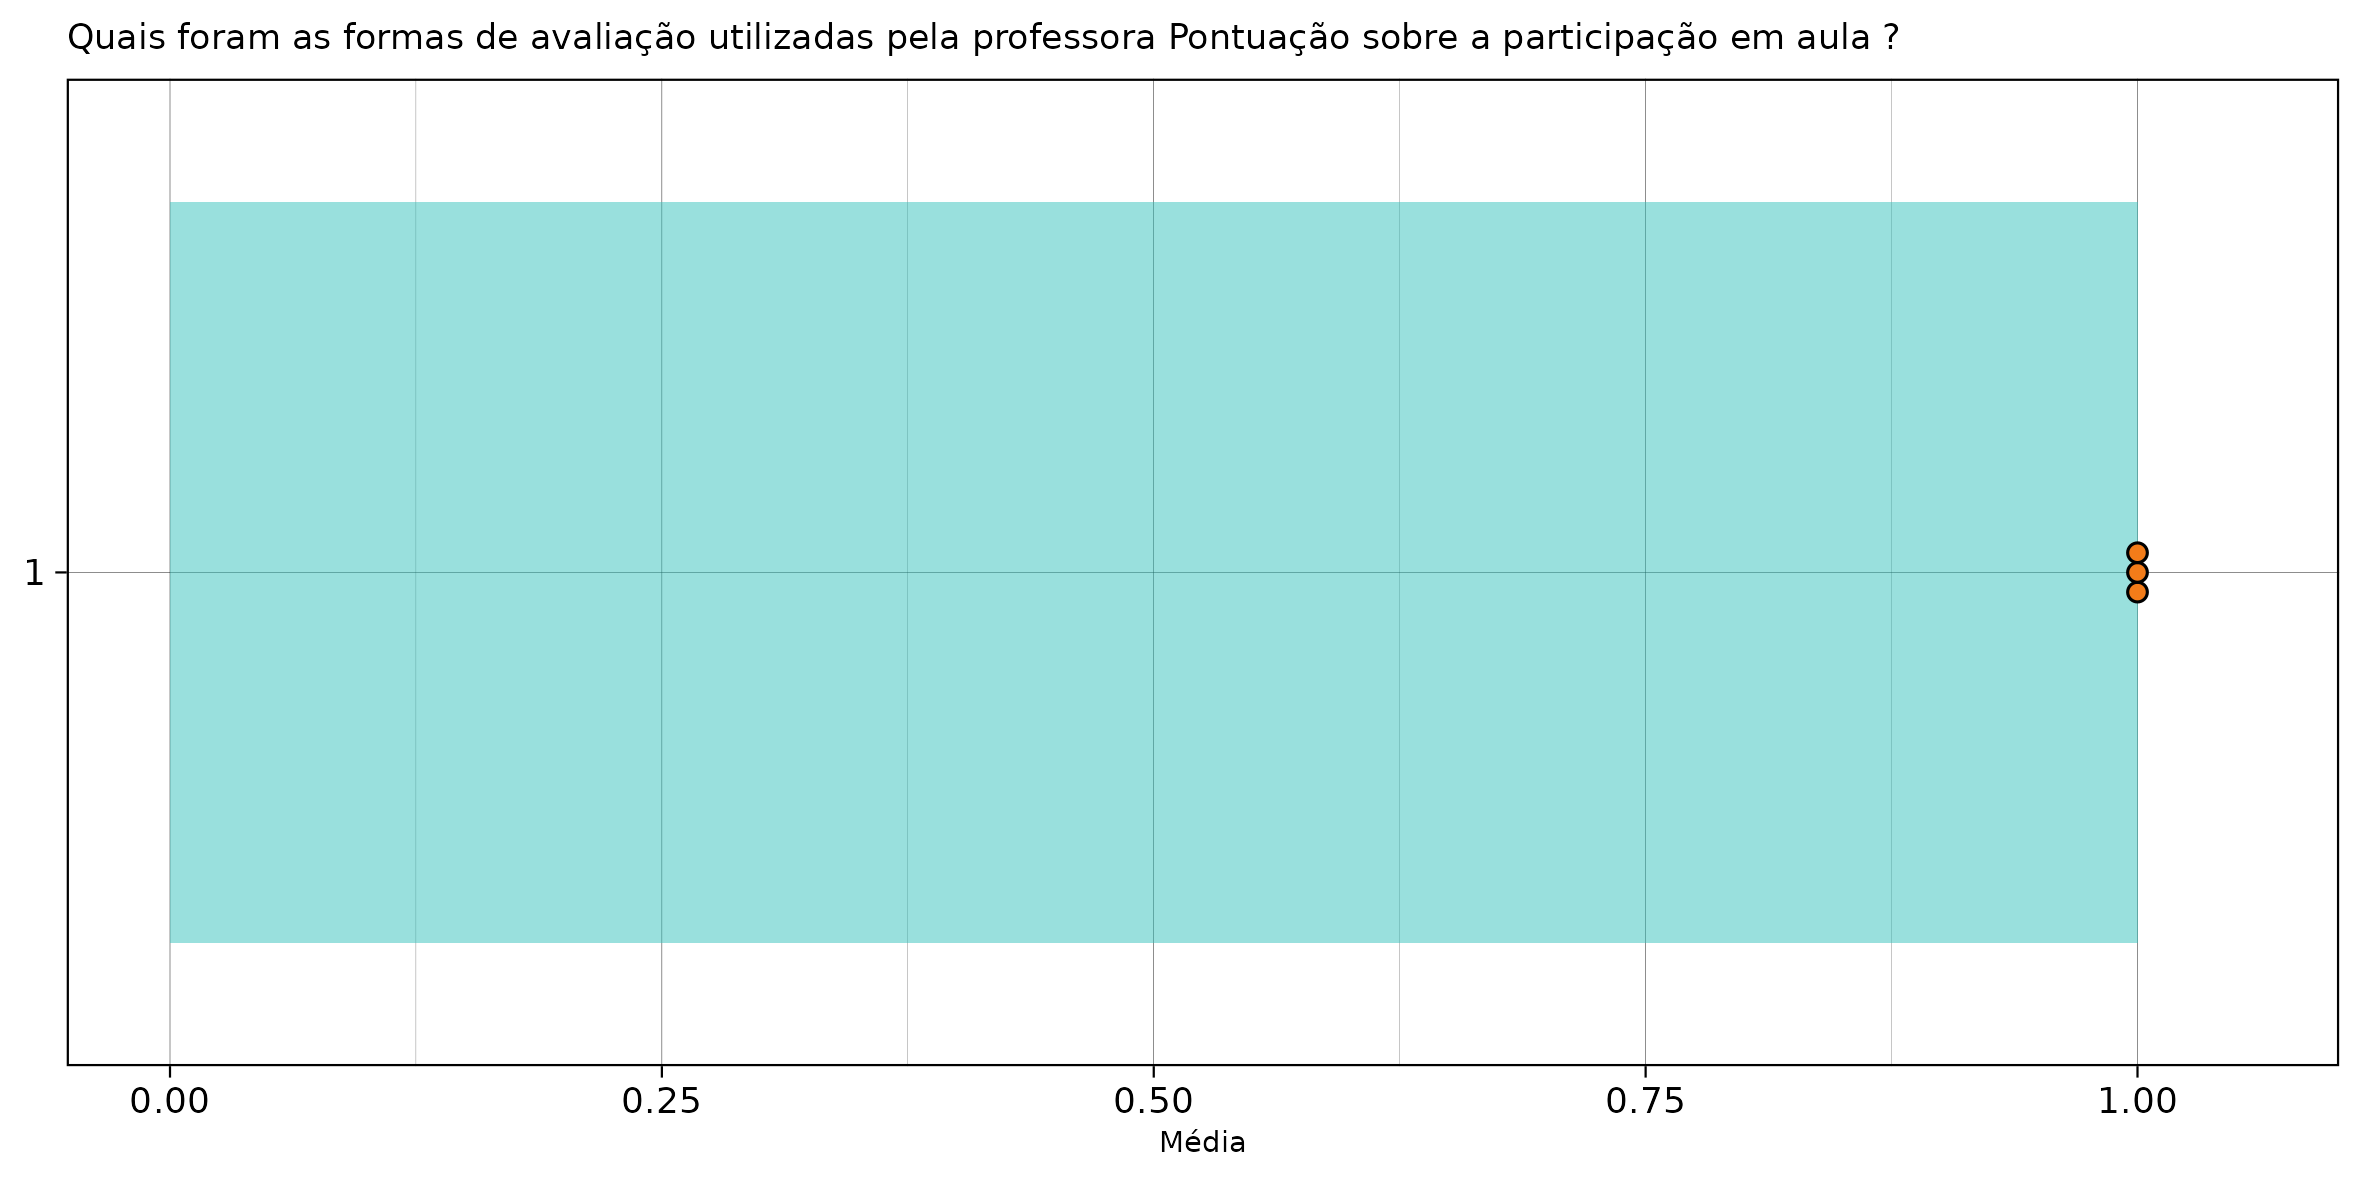 Quais foram as formas de avaliação utilizadas pela professora Pontuação sobre a participação em aula ?
1
0.00 0.25 0.50 0.75 1.00
Média